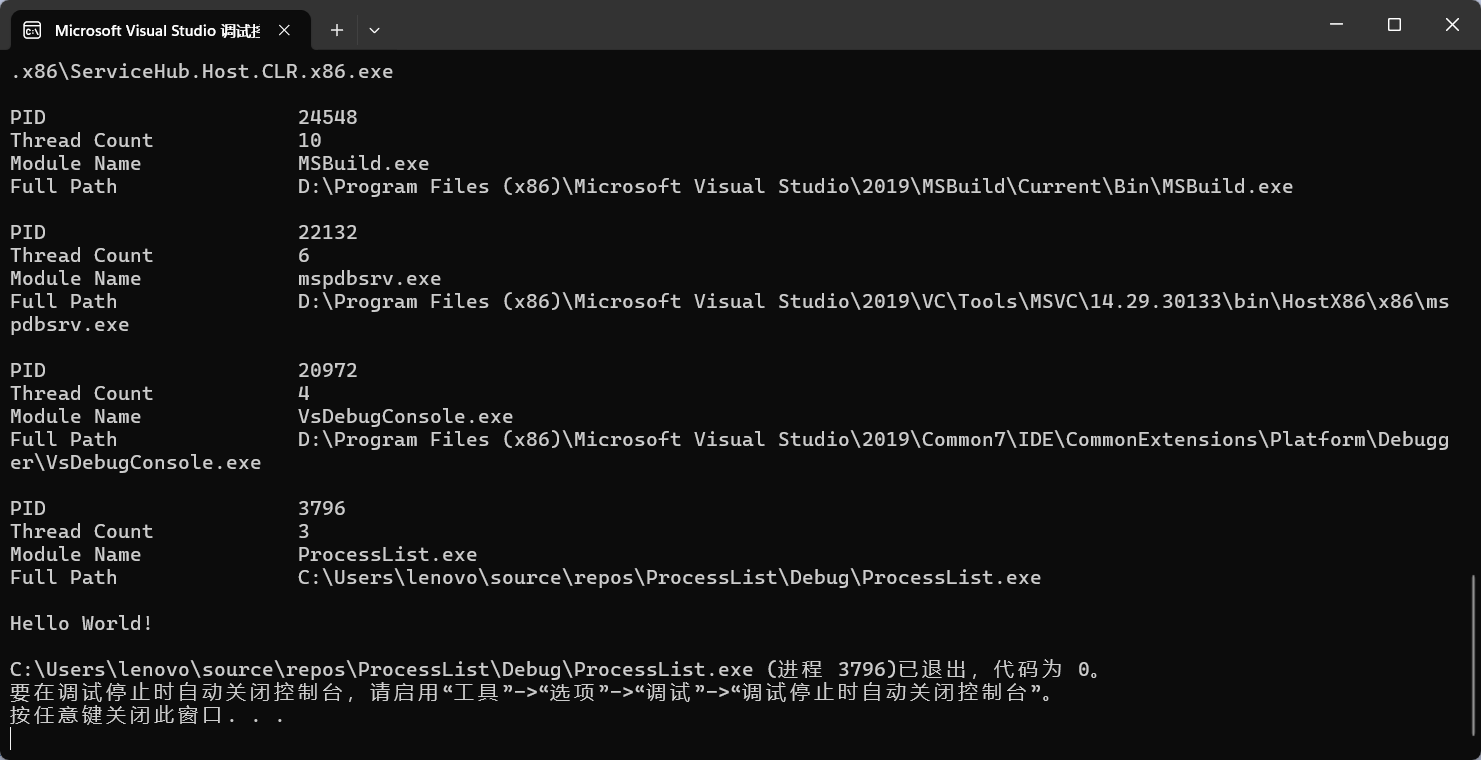 Microsoft Visual Studio 调试控
.x86\ServiceHub.Host.CLR.x86.exe
PID 24548
Thread Count 10
Module Name MSBuild.exe
Full Path D:\Program Files (x86)\Microsoft Visual Studio\2019\MSBuild\Current\Bin\MSBuild.exe
PID 22132
Thread Count 6
Module Name mspdbsrv.exe
Full Path D:\Program Files (x86)\Microsoft Visual Studio\2019\VC\Tools\MSVC\14.29.30133\bin\HostX86\x86\ms
pdbsrv.exe
PID 20972
Thread Count 4
Module Name VsDebugConsole.exe
Full Path D:\Program Files (x86)\Microsoft Visual Studio\2019\Common7\IDE\CommonExtensions\Platform\Debugg
er\VsDebugConsole.exe
PID 3796
Thread Count 3
Module Name ProcessList.exe
Full Path C:\Users\lenovo\source\repos\ProcessList\Debug\ProcessList.exe
Hello World!
C:\Users\lenovo\source\repos\ProcessList\Debug\ProcessList.exe (进程 3796)已退出，代码为 0。
要在调试停止时自动关闭控制台，请启用“工具”->“选项”->“调试”->“调试停止时自动关闭控制台”。
按任意键关闭此窗口. . .